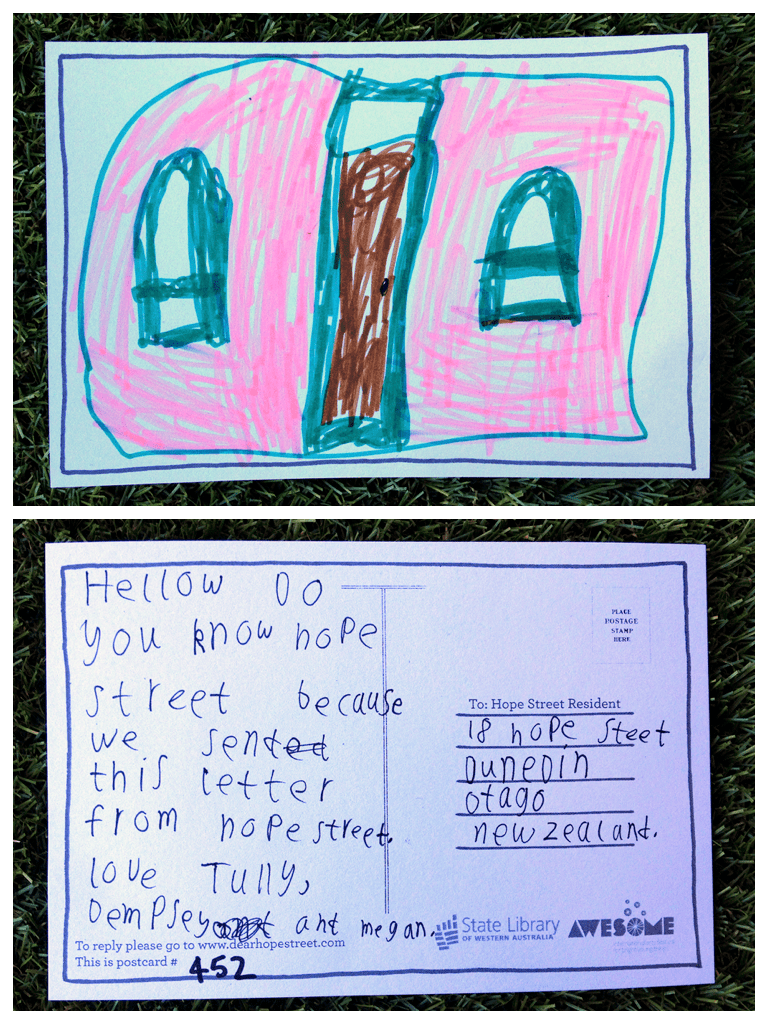 Hellow Do
you know hope
street because
we sented
this letter
from hope street.
love Tully,
Dempsey and megan.
To reply please go to www.dearhopestreet.com
This is postcard # 452
PLACE
POSTAGE
STAMP
HERE
To: Hope Street Resident
18 hope Steet
Dunedin
otago
new zealand.
State Library
OF WESTERN AUSTRALIA
AWESOME